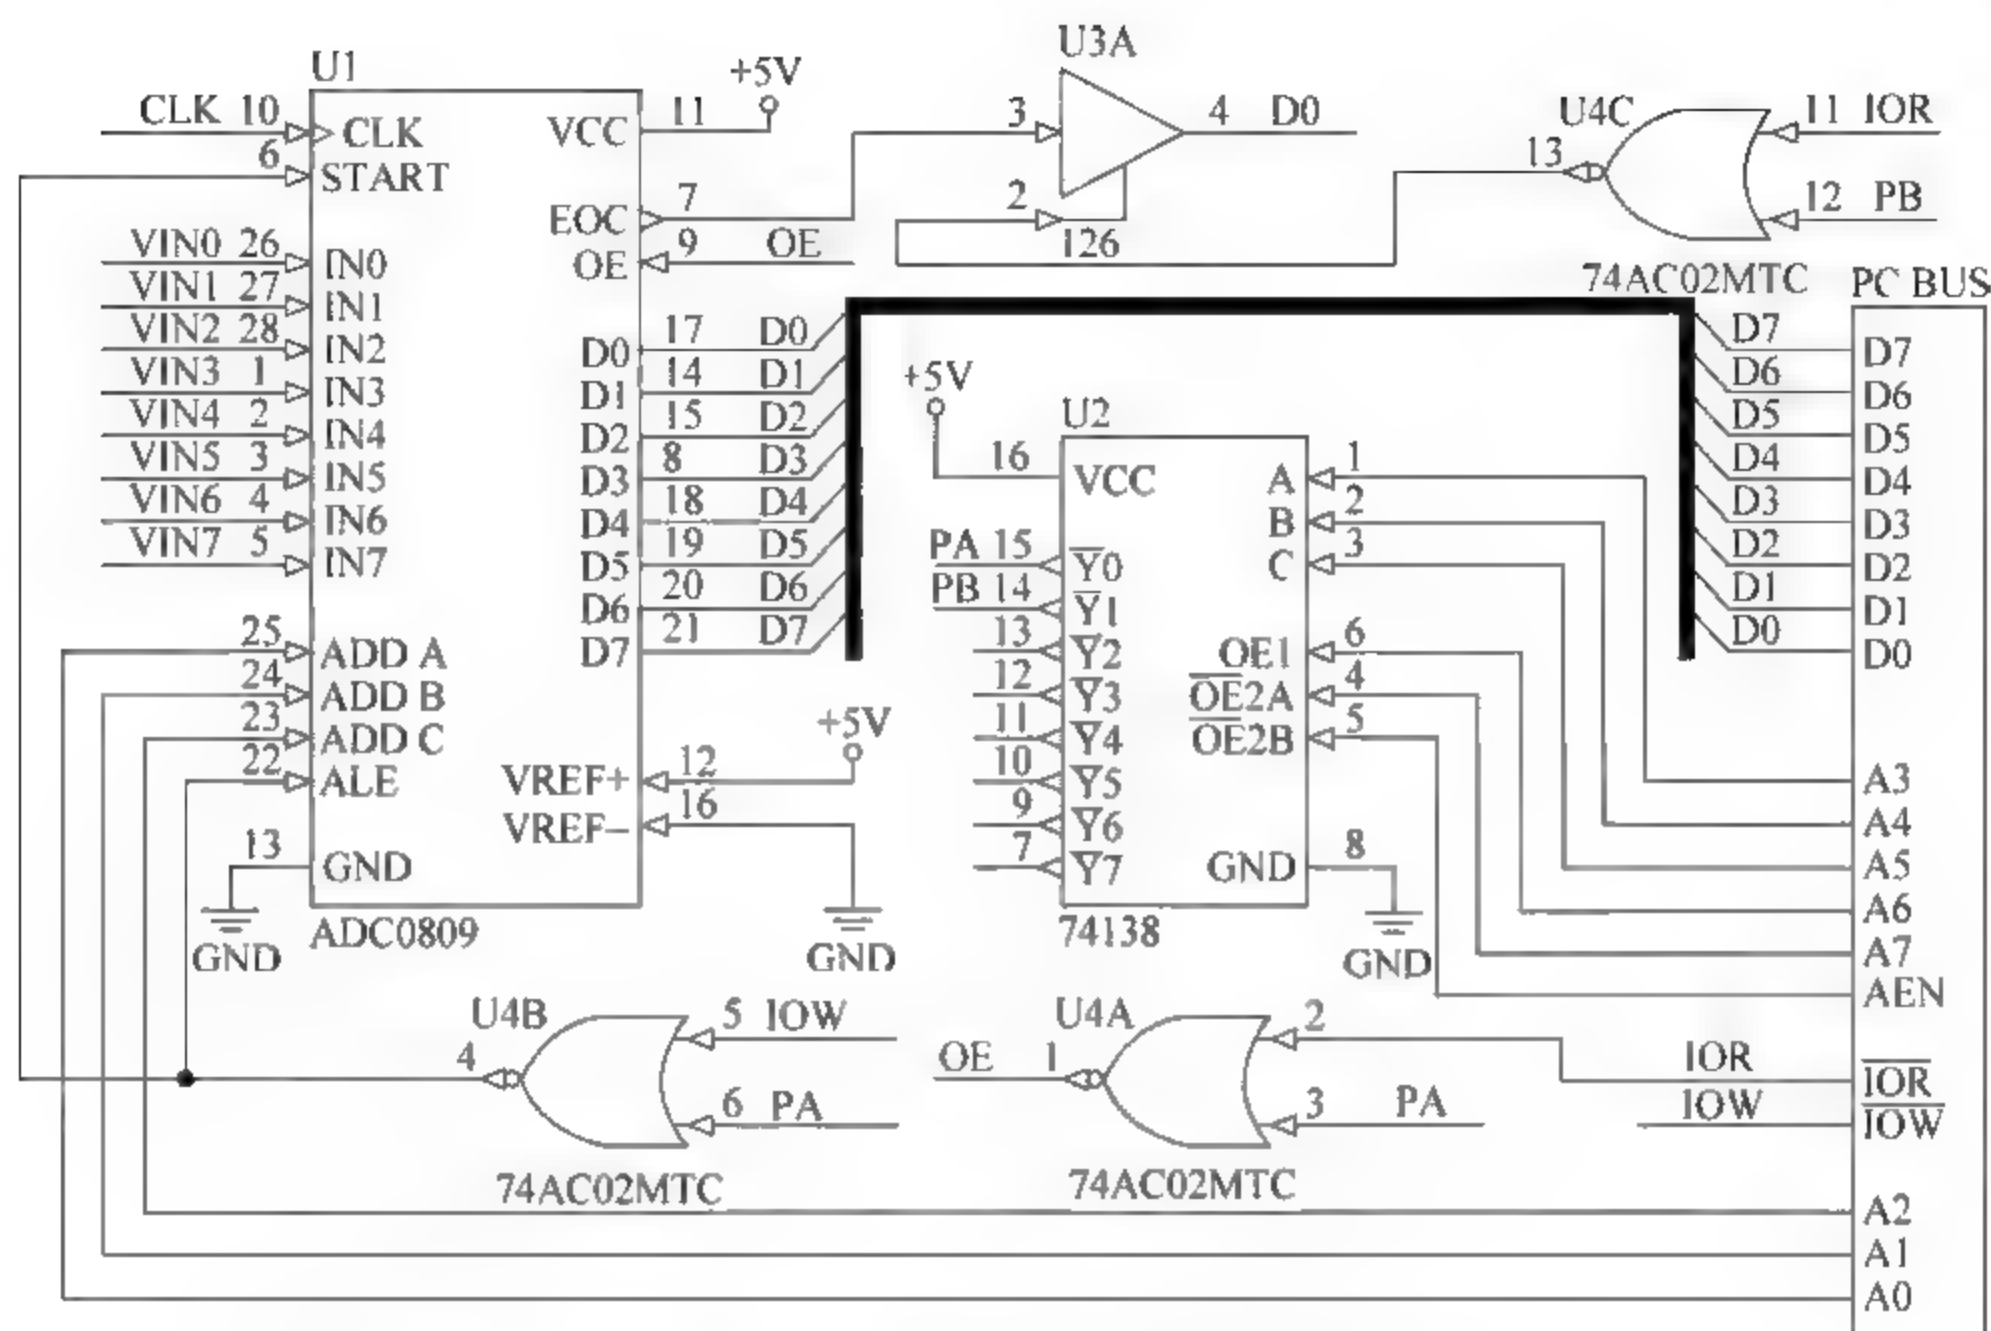 U1
CLK 10
CLK
6
START
VIN0 26
IN0
VIN1 27
IN1
VIN2 28
IN2
VIN3 1
IN3
VIN4 2
IN4
VIN5 3
IN5
VIN6 4
IN6
VIN7 5
IN7
25
ADD A
24
ADD B
23
ADD C
22
ALE
13
GND
GND
ADC0809
VCC
11
+5V
EOC
7
OE
9
OE
D0
17
D0
D1
14
D1
D2
15
D2
D3
8
D3
D4
18
D4
D5
19
D5
D6
20
D6
D7
21
D7
VREF+
12
+5V
VREF−
16
GND
U3A
3
4
D0
2
126
U4C
13
11 IOR
12 PB
74AC02MTC
+5V
U2
16
VCC
PA 15
Y0
PB 14
Y1
13
Y2
12
Y3
11
Y4
10
Y5
9
Y6
7
Y7
A
1
B
2
C
3
OE1
6
OE2A
4
OE2B
5
GND
8
GND
74138
PC BUS
D7
D7
D6
D6
D5
D5
D4
D4
D3
D3
D2
D2
D1
D1
D0
D0
A3
A4
A5
A6
A7
AEN
IOR
IOR
IOW
IOW
A2
A1
A0
U4B
4
5 IOW
6 PA
74AC02MTC
U4A
OE
1
2
3
PA
74AC02MTC